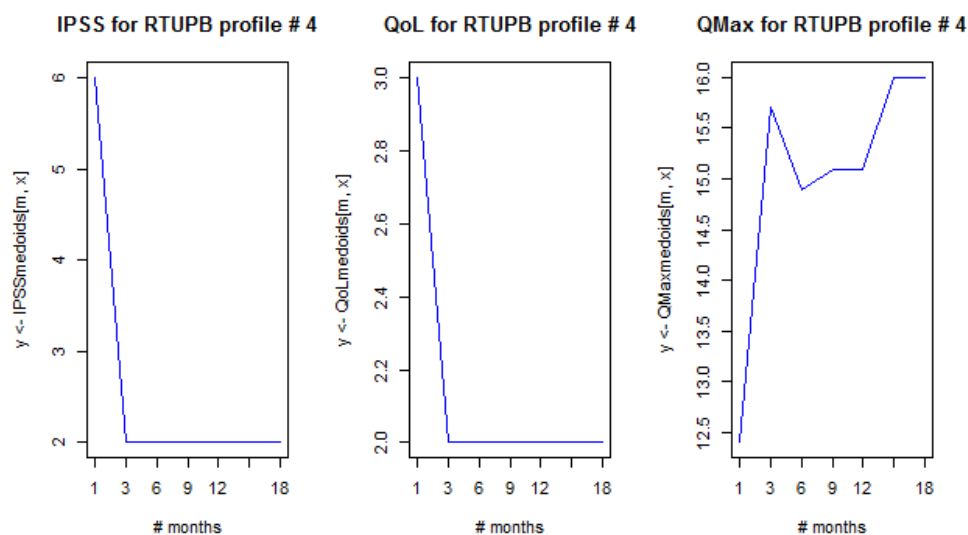 IPSS for RTUPB profile # 4
y <- IPSSmedoids[m, x]
6
5
4
3
2
1 3 6 9 12 18
# months
QoL for RTUPB profile # 4
y <- QoLmedoids[m, x]
3.0
2.8
2.6
2.4
2.2
2.0
1 3 6 9 12 18
# months
QMax for RTUPB profile # 4
y <- QMaxmedoids[m, x]
16.0
15.5
15.0
14.5
14.0
13.5
13.0
12.5
1 3 6 9 12 18
# months